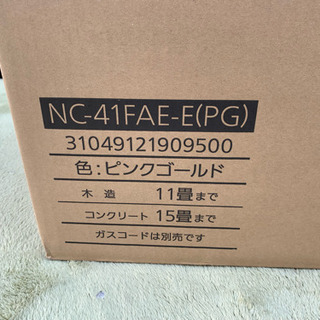 NC-41FAE-E(PG)
31049121909500
色:ピンクゴールド
木造 11畳まで
コンクリート 15畳まで
ガスコードは別売です